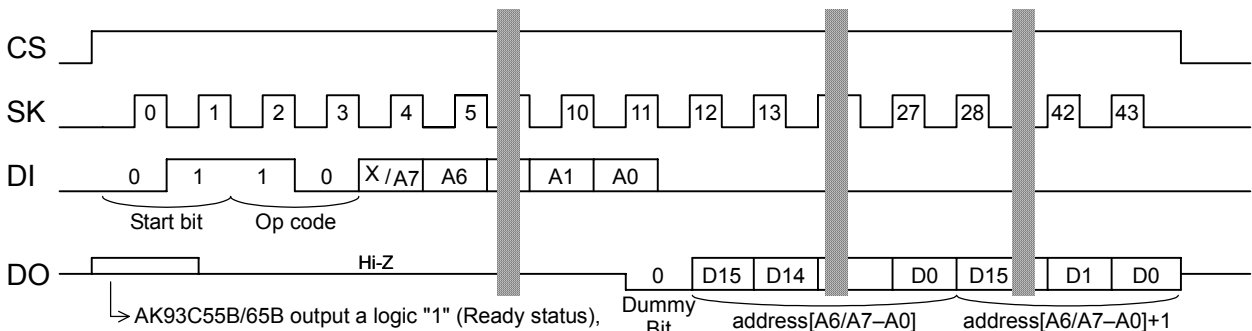 CS
SK 0 1 2 3 4 5 10 11 12 13 27 28 42 43
DI 0 1 1 0 X /A7 A6 A1 A0
Start bit Op code
DO Hi-Z 0 D15 D14 D0 D15 D1 D0
Dummy
AK93C55B/65B output a logic "1" (Ready status),
Bit
address[A6/A7–A0] address[A6/A7–A0]+1